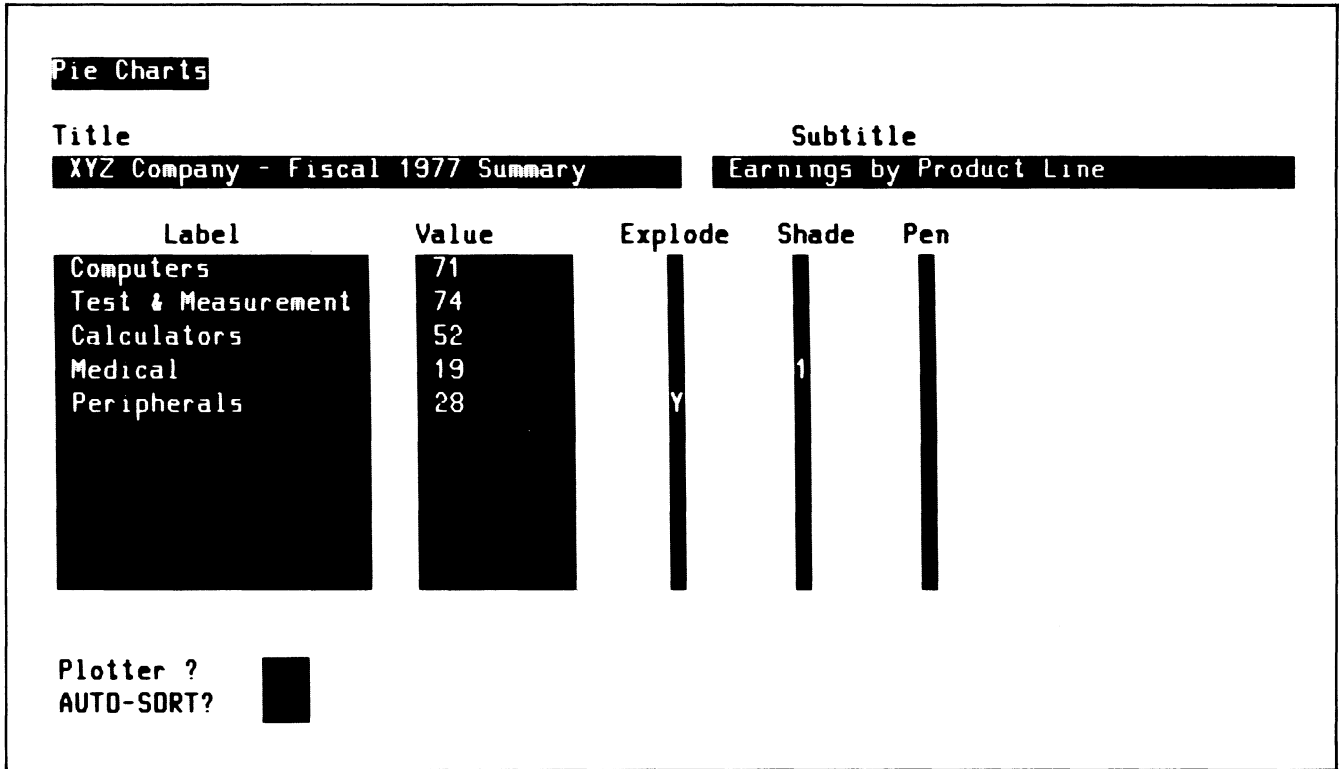 Pie Charts
Title Subtitle
XYZ Company - Fiscal 1977 Summary Earnings by Product Line
Label Value Explode Shade Pen
Computers 71
Test & Measurement 74
Calculators 52
Medical 19 1
Peripherals 28 Y
Plotter ?
AUTO-SORT?